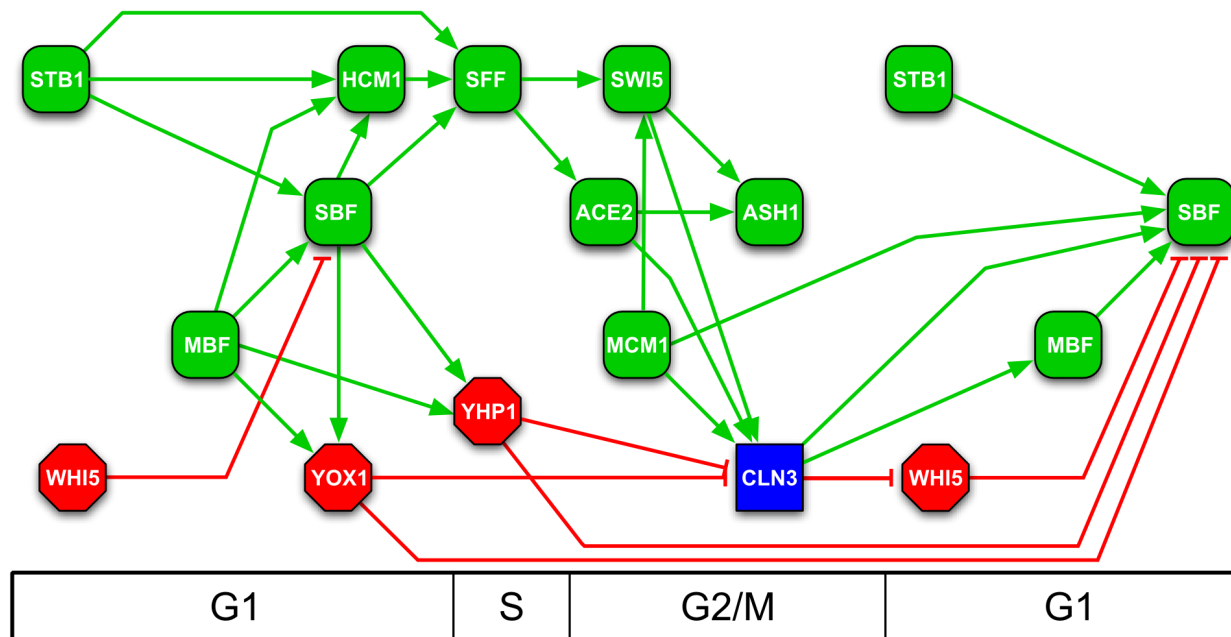 STB1
HCM1
SFF
SWI5
STB1
SBF
ACE2
ASH1
SBF
MBF
MCM1
MBF
YHP1
WHI5
YOX1
CLN3
WHI5
G1
S
G2/M
G1